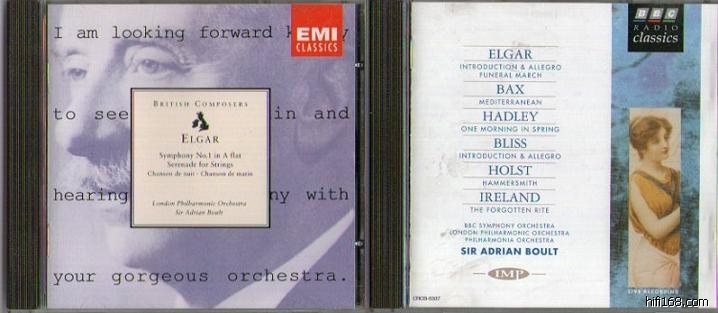 I am looking forward
EMI
CLASSICS
BRITISH COMPOSERS
to see in and
ELGAR
Symphony No.1 in A flat
Serenade for Strings
Chanson de nuit · Chanson de matin
hearing ny with
London Philharmonic Orchestra
Sir Adrian Boult
your gorgeous orchestra.
BBC
RADIO
classics
ELGAR
INTRODUCTION & ALLEGRO
FUNERAL MARCH
BAX
MEDITERRANEAN
HADLEY
ONE MORNING IN SPRING
BLISS
INTRODUCTION & ALLEGRO
HOLST
HAMMERSMITH
IRELAND
THE FORGOTTEN RITE
BBC SYMPHONY ORCHESTRA
LONDON PHILHARMONIC ORCHESTRA
PHILHARMONIA ORCHESTRA
SIR ADRIAN BOULT
IMP
CRCB-6037
LIVE RECORDING
hifi168.com